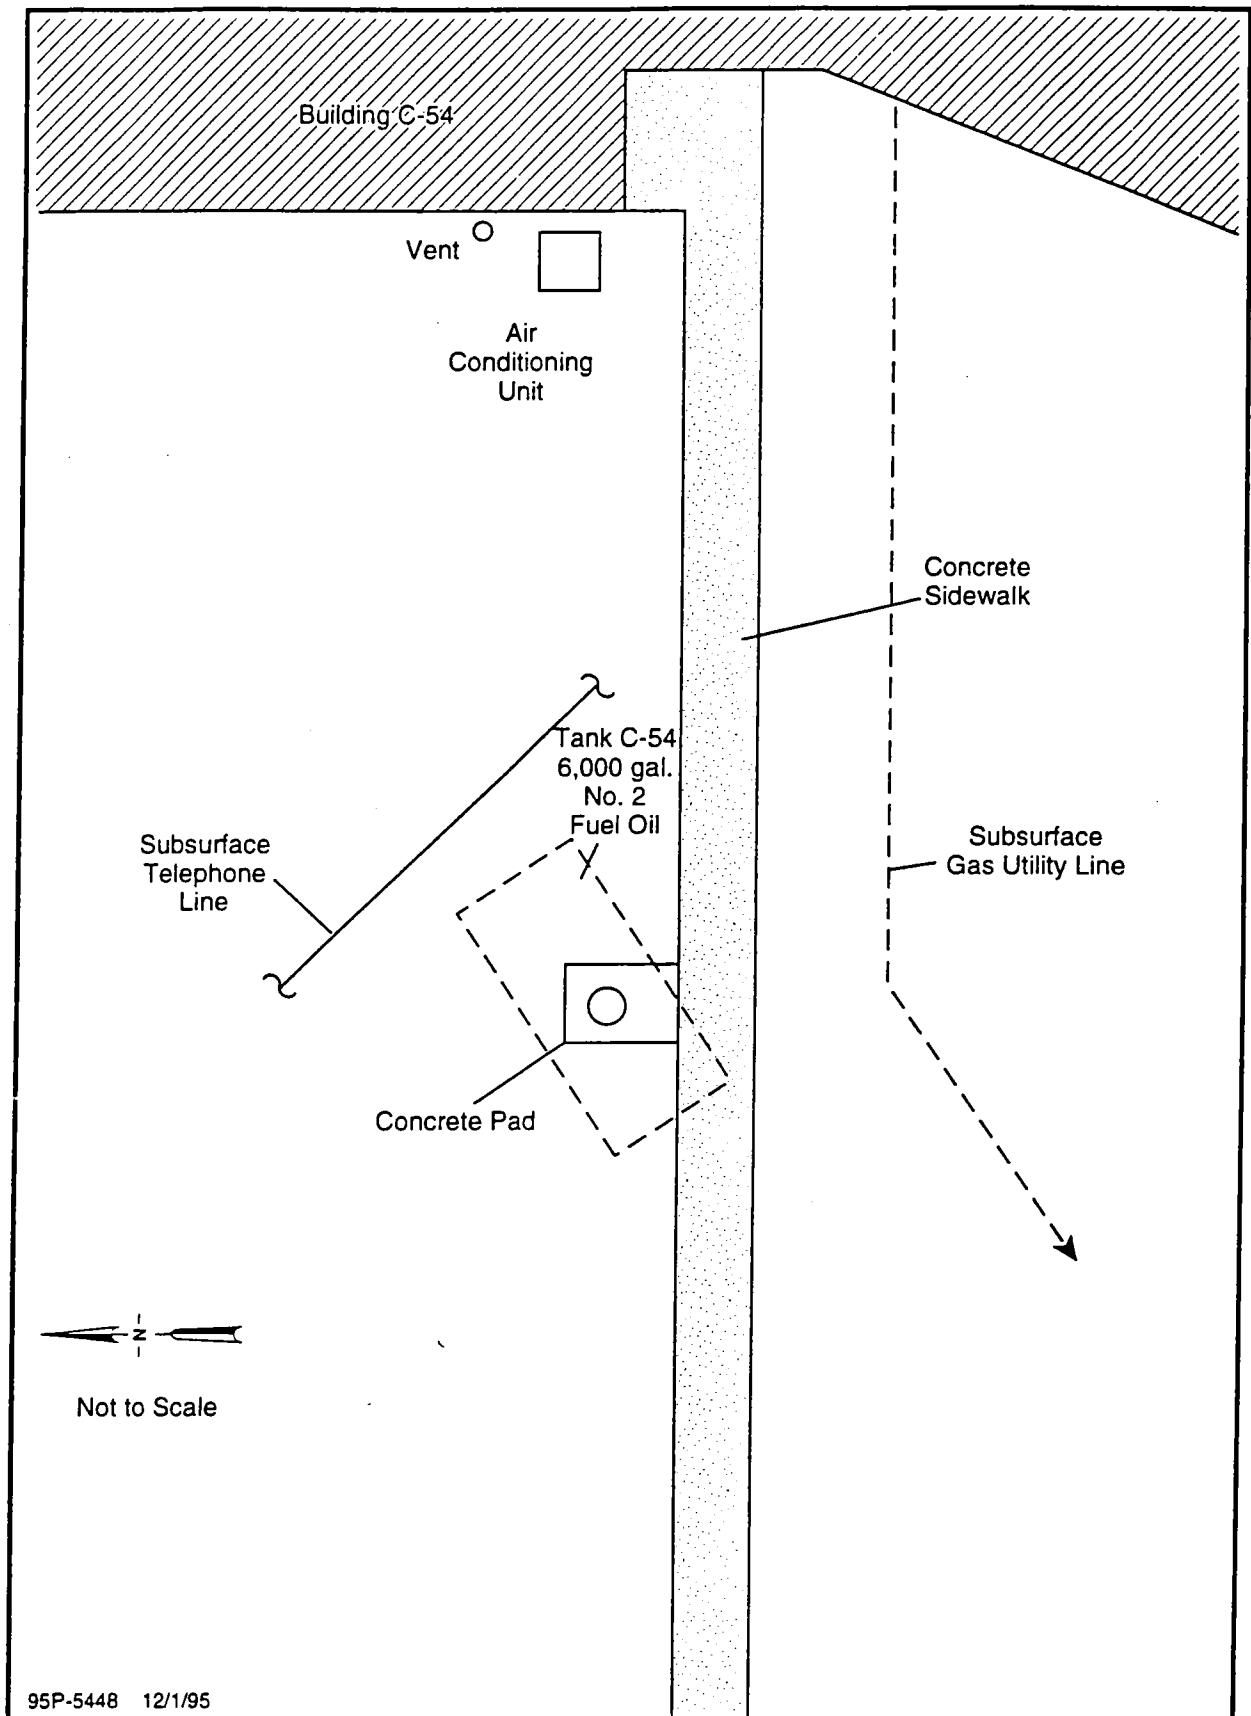 Building C-54
Vent
Air
Conditioning
Unit
Concrete
Sidewalk
Tank C-54
6,000 gal.
No. 2
Fuel Oil
Subsurface
Telephone
Line
Subsurface
Gas Utility Line
Concrete Pad
N
Not to Scale
95P-5448 12/1/95